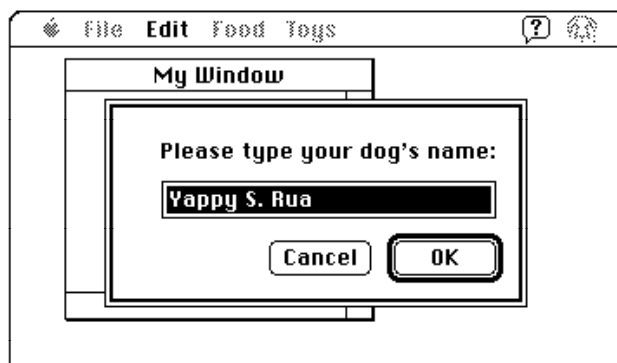 File Edit Food Toys ?
My Window
Please type your dog's name:
Yappy S. Rua
Cancel OK